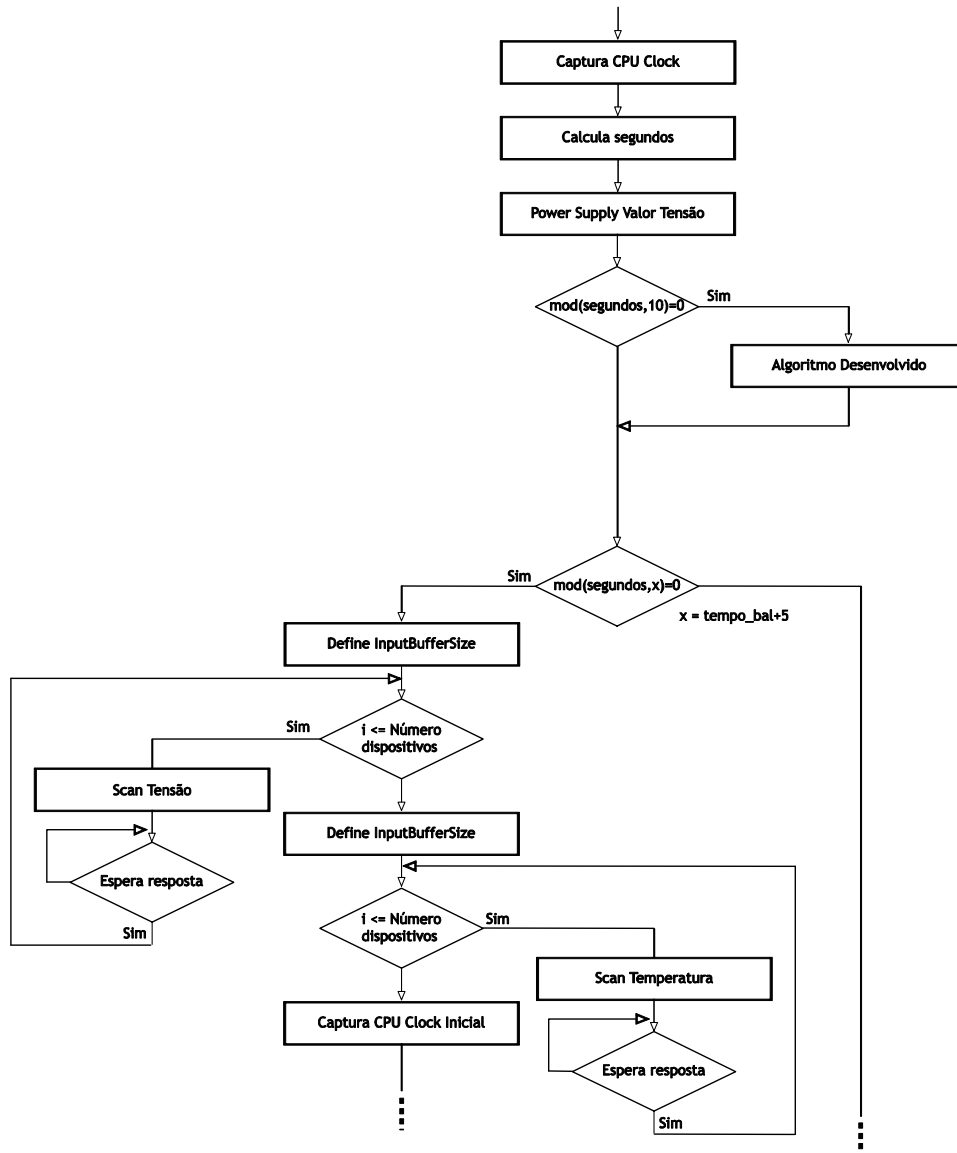 Captura CPU Clock
Calcula segundos
Power Supply Valor Tensão
mod(segundos,10)=0
Sim
Algoritmo Desenvolvido
mod(segundos,x)=0
Sim
x = tempo_bal+5
Define InputBufferSize
i <= Número
dispositivos
Sim
Scan Tensão
Espera resposta
Sim
Define InputBufferSize
i <= Número
dispositivos
Sim
Scan Temperatura
Espera resposta
Sim
Captura CPU Clock Inicial